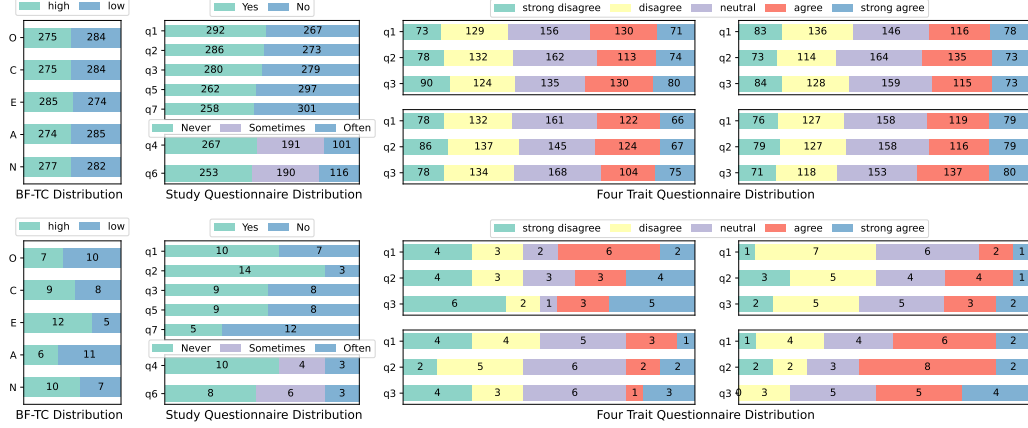 high low
O 275 284
C 275 284
E 285 274
A 274 285
N 277 282
BF-TC Distribution
Yes No
q1 292 267
q2 286 273
q3 280 279
q5 262 297
q7 258 301
Never Sometimes Often
q4 267 191 101
q6 253 190 116
Study Questionnaire Distribution
strong disagree disagree neutral agree strong agree
q1 73 129 156 130 71
q2 78 132 162 113 74
q3 90 124 135 130 80
q1 83 136 146 116 78
q2 73 114 164 135 73
q3 84 128 159 115 73
q1 78 132 161 122 66
q2 86 137 145 124 67
q3 78 134 168 104 75
q1 76 127 158 119 79
q2 79 127 158 116 79
q3 71 118 153 137 80
Four Trait Questionnaire Distribution
high low
O 7 10
C 9 8
E 12 5
A 6 11
N 10 7
BF-TC Distribution
Yes No
q1 10 7
q2 14 3
q3 9 8
q5 9 8
q7 5 12
Never Sometimes Often
q4 10 4 3
q6 8 6 3
Study Questionnaire Distribution
strong disagree disagree neutral agree strong agree
q1 4 3 2 6 2
q2 4 3 3 3 4
q3 6 2 1 3 5
q1 1 7 6 2 1
q2 3 5 4 4 1
q3 2 5 5 3 2
q1 4 4 5 3 1
q2 2 5 6 2 2
q3 4 3 6 1 3
q1 1 4 4 6 2
q2 2 2 3 8 2
q3 0 3 5 5 4
Four Trait Questionnaire Distribution